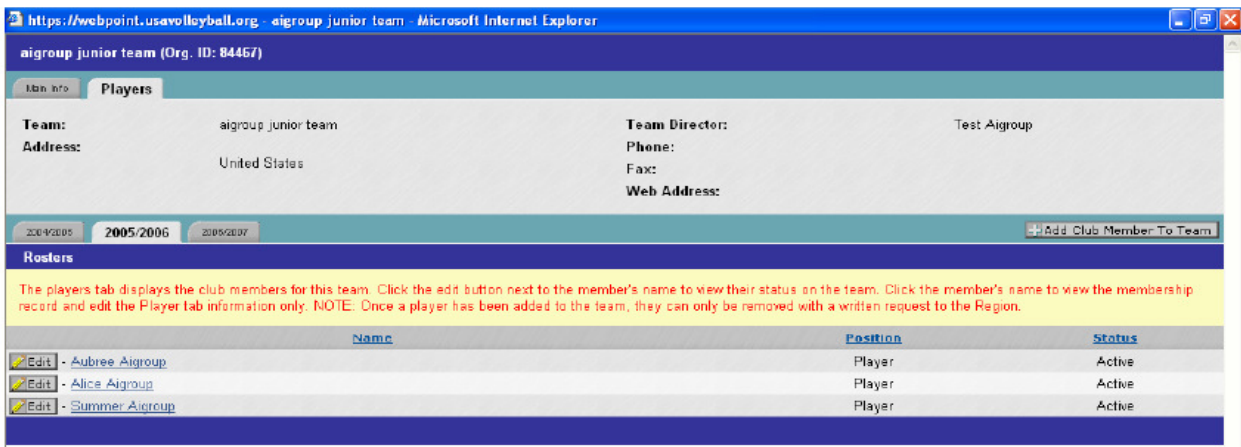 https://webpoint.usavolleyball.org - aigroup junior team - Microsoft Internet Explorer
aigroup junior team (Org. ID: 84467)
Main Info Players
Team: aigroup junior team Team Director: Test Aigroup
Address: Phone:
United States Fax:
Web Address:
2004/2005 2005/2006 2006/2007 Add Club Member To Team
Rosters
The players tab displays the club members for this team. Click the edit button next to the member's name to view their status on the team. Click the member's name to view the membership
record and edit the Player tab information only. NOTE: Once a player has been added to the team, they can only be removed with a written request to the Region.
Name Position Status
Edit - Aubree Aigroup Player Active
Edit - Alice Aigroup Player Active
Edit - Summer Aigroup Player Active